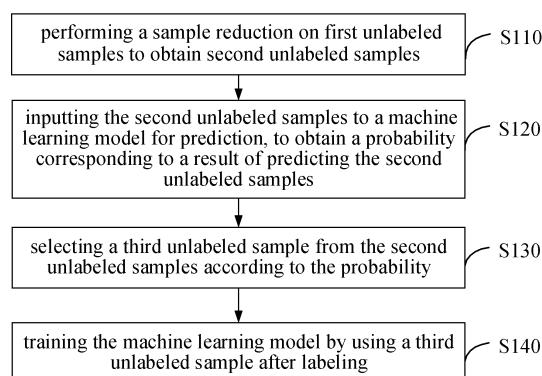 performing a sample reduction on first unlabeled
samples to obtain second unlabeled samples
S110
inputting the second unlabeled samples to a machine
learning model for prediction, to obtain a probability
corresponding to a result of predicting the second
unlabeled samples
S120
selecting a third unlabeled sample from the second
unlabeled samples according to the probability
S130
training the machine learning model by using a third
unlabeled sample after labeling
S140